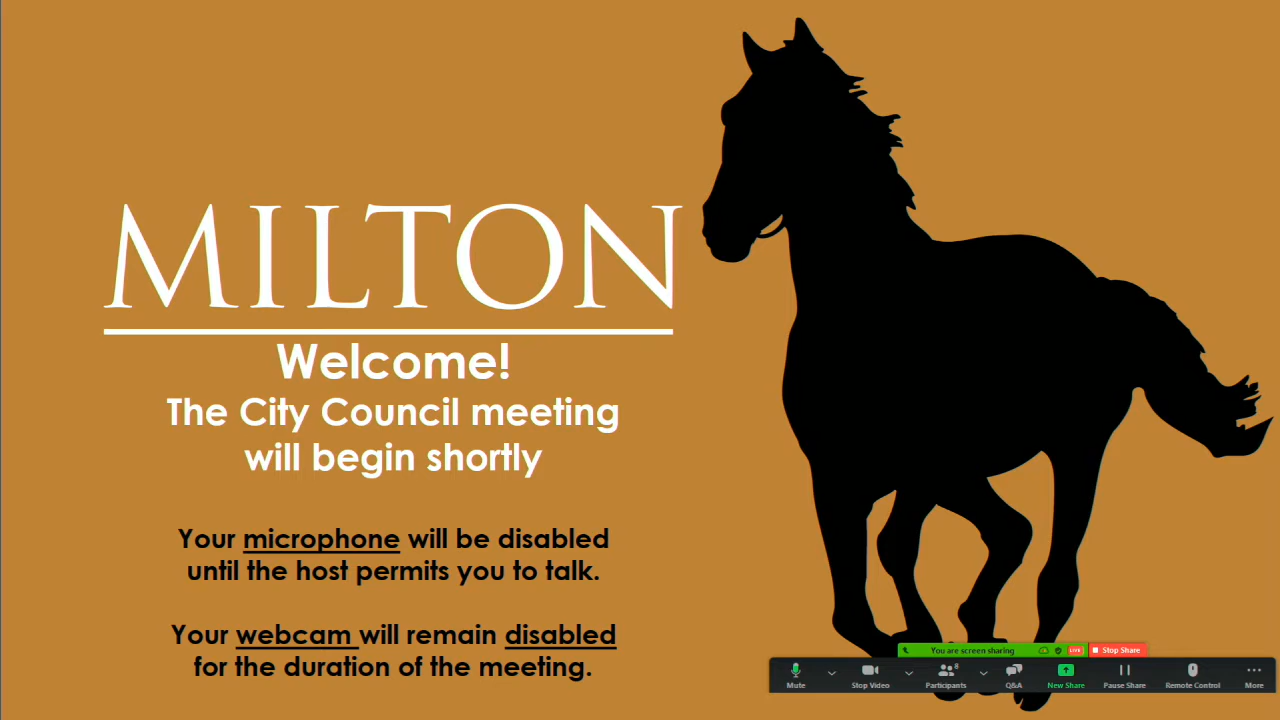 MILTON
Welcome!
The City Council meeting
will begin shortly
Your microphone will be disabled
until the host permits you to talk.
Your webcam will remain disabled
for the duration of the meeting.
You are screen sharing
LIVE
Stop Share
8
Mute
Stop Video
Participants
Q&A
New Share
Pause Share
Remote Control
More